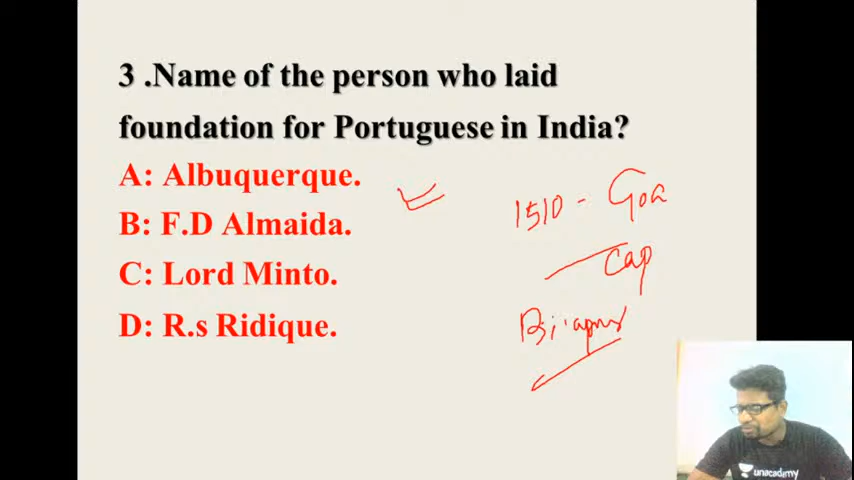 3 .Name of the person who laid
foundation for Portuguese in India?
A: Albuquerque.
B: F.D Almaida.
C: Lord Minto.
D: R.s Ridique.
1510 - Goa
Cap
Bijapur
unacademy